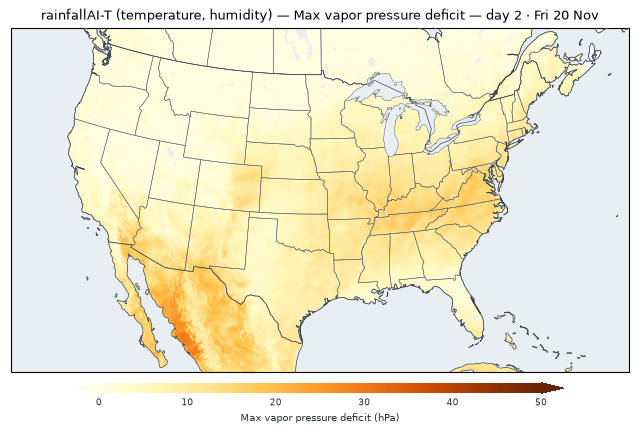 rainfallAI-T (temperature, humidity) — Max vapor pressure deficit — day 2 · Fri 20 Nov
0 10 20 30 40 50
Max vapor pressure deficit (hPa)